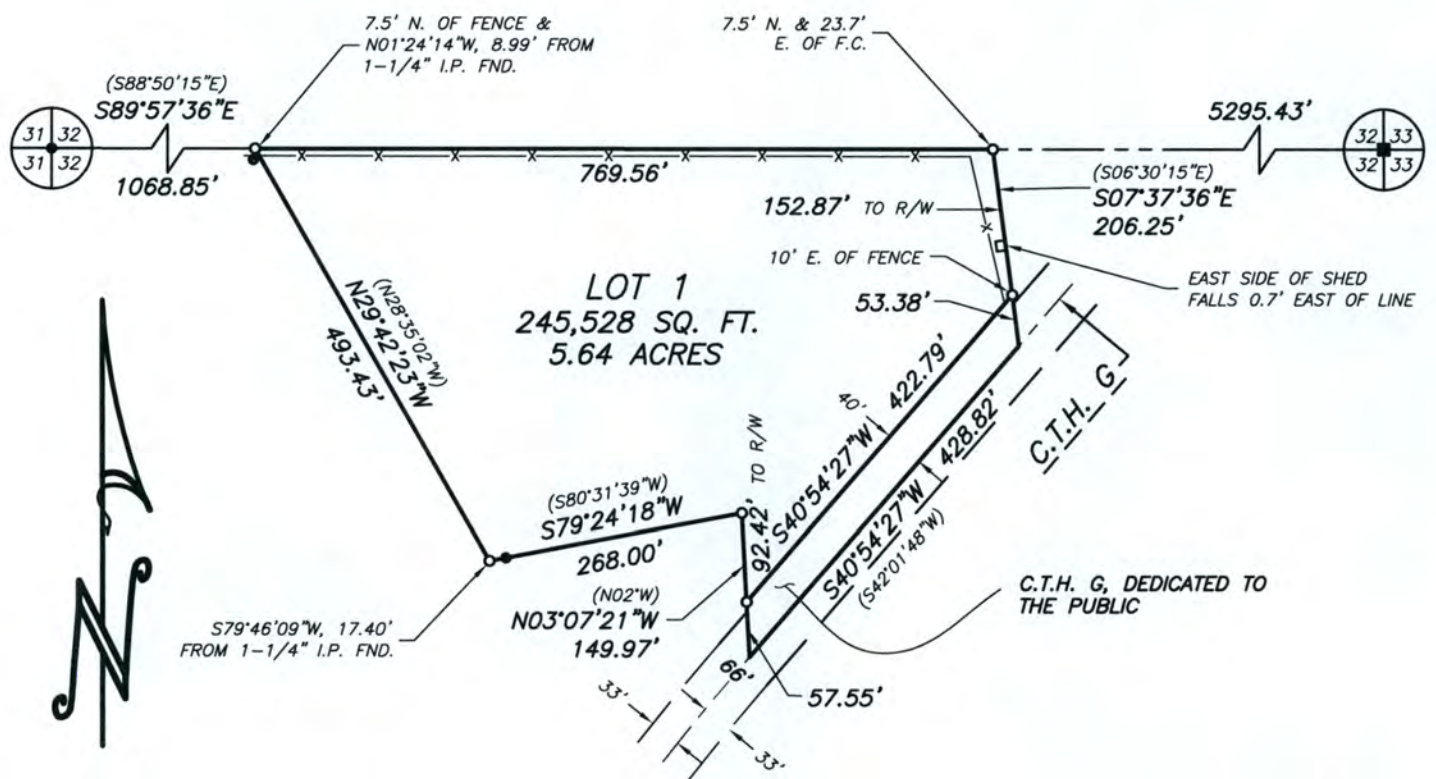 7.5' N. OF FENCE &
N01°24'14"W, 8.99' FROM
1-1/4" I.P. FND.
7.5' N. & 23.7'
E. OF F.C.
(S88°50'15"E)
S89°57'36"E
1068.85'
31 32
31 32
769.56'
5295.43'
32 33
32 33
(S06°30'15"E)
S07°37'36"E
206.25'
152.87' TO R/W
10' E. OF FENCE
53.38'
EAST SIDE OF SHED
FALLS 0.7' EAST OF LINE
LOT 1
245,528 SQ. FT.
5.64 ACRES
(N28°35'02"W)
N29°42'23"W
493.43'
40'
S40°54'27"W 422.79'
C.T.H. G
S40°54'27"W 428.82'
(S42°01'48"W)
92.42' TO R/W
(S80°31'39"W)
S79°24'18"W
268.00'
(N02°W)
N03°07'21"W
149.97'
S79°46'09"W, 17.40'
FROM 1-1/4" I.P. FND.
C.T.H. G, DEDICATED TO
THE PUBLIC
57.55'
66'
33'
33'
N